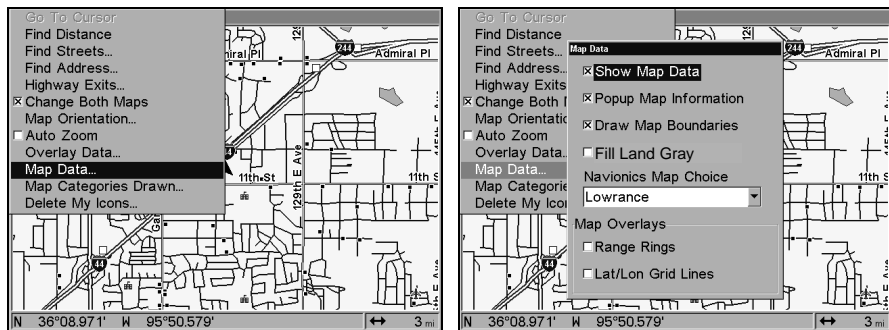 Go To Cursor
Find Distance
Find Streets...
Find Address...
Highway Exits...
Change Both Maps
Map Orientation...
Auto Zoom
Overlay Data...
Map Data...
Map Categories Drawn...
Delete My Icons...
129
244
Admiral Pl
11th St
129th E Ave
44
N 36°08.971' W 95°50.579' 3 mi
Go To Cursor
Find Distance
Find Streets...
Find Address...
Highway Exits...
Change Both
Map Orientatio
Auto Zoom
Overlay Data..
Map Data...
Map Categorie
Delete My Icon
244
Admiral Pl
11th S
44
Map Data
Show Map Data
Popup Map Information
Draw Map Boundaries
Fill Land Gray
Navionics Map Choice
Lowrance
Map Overlays
Range Rings
Lat/Lon Grid Lines
N 36°08.971' W 95°50.579' 3 mi